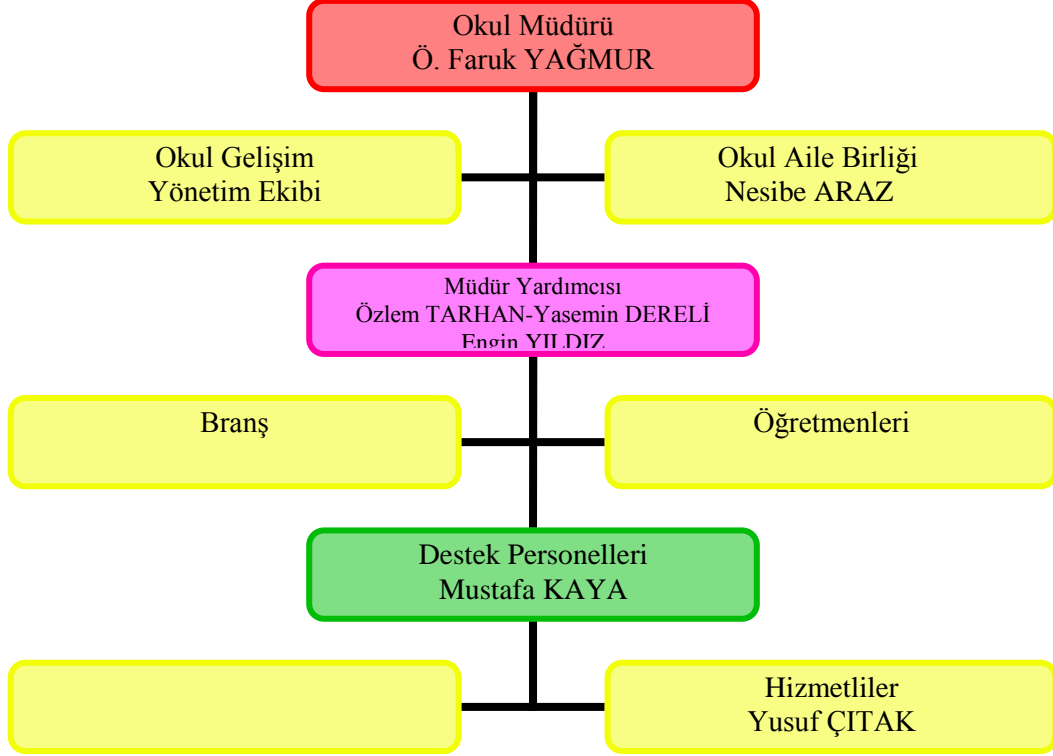 Okul Müdürü
Ö. Faruk YAĞMUR
Okul Gelişim
Yönetim Ekibi
Okul Aile Birliği
Nesibe ARAZ
Müdür Yardımcısı
Özlem TARHAN-Yasemin DERELİ
Engin YILDIZ
Branş
Öğretmenleri
Destek Personelleri
Mustafa KAYA
Hizmetliler
Yusuf ÇITAK